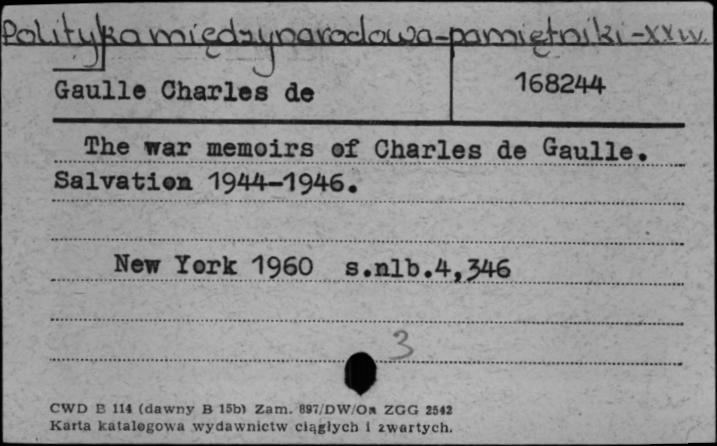 Polityka międzynarodowa-pamiętniki-XXw.
Gaulle Charles de
168244
The war memoirs of Charles de Gaulle.
Salvation 1944-1946.
New York 1960 s.nlb.4,346
3
CWD E 114 (dawny B 15b) Zam. 897/DW/Oa ZGG 2542
Karta katalogowa wydawnictw ciągłych i zwartych.